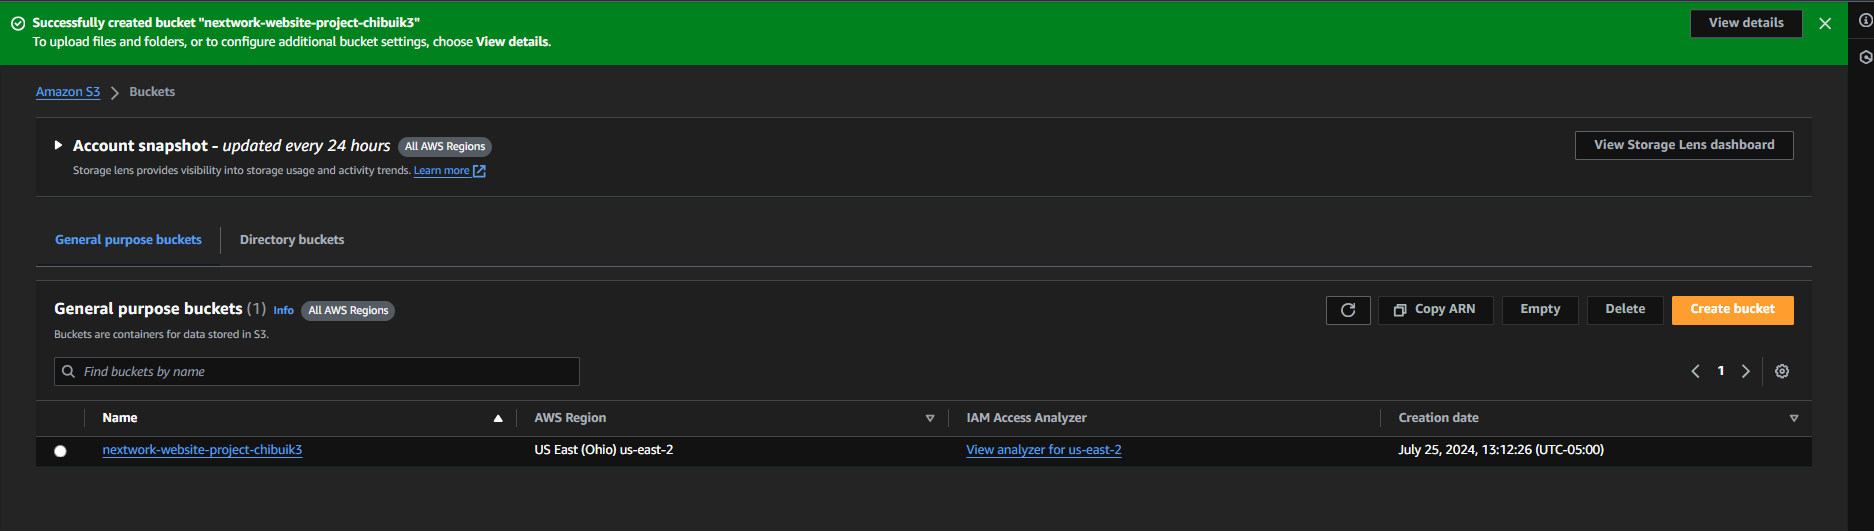 Successfully created bucket "nextwork-website-project-chibuik3"
To upload files and folders, or to configure additional bucket settings, choose View details.
View details
Amazon S3 > Buckets
Account snapshot - updated every 24 hours All AWS Regions
Storage lens provides visibility into storage usage and activity trends. Learn more
View Storage Lens dashboard
General purpose buckets Directory buckets
General purpose buckets (1) Info All AWS Regions
Buckets are containers for data stored in S3.
Copy ARN Empty Delete Create bucket
Find buckets by name
1
Name AWS Region IAM Access Analyzer Creation date
nextwork-website-project-chibuik3 US East (Ohio) us-east-2 View analyzer for us-east-2 July 25, 2024, 13:12:26 (UTC-05:00)